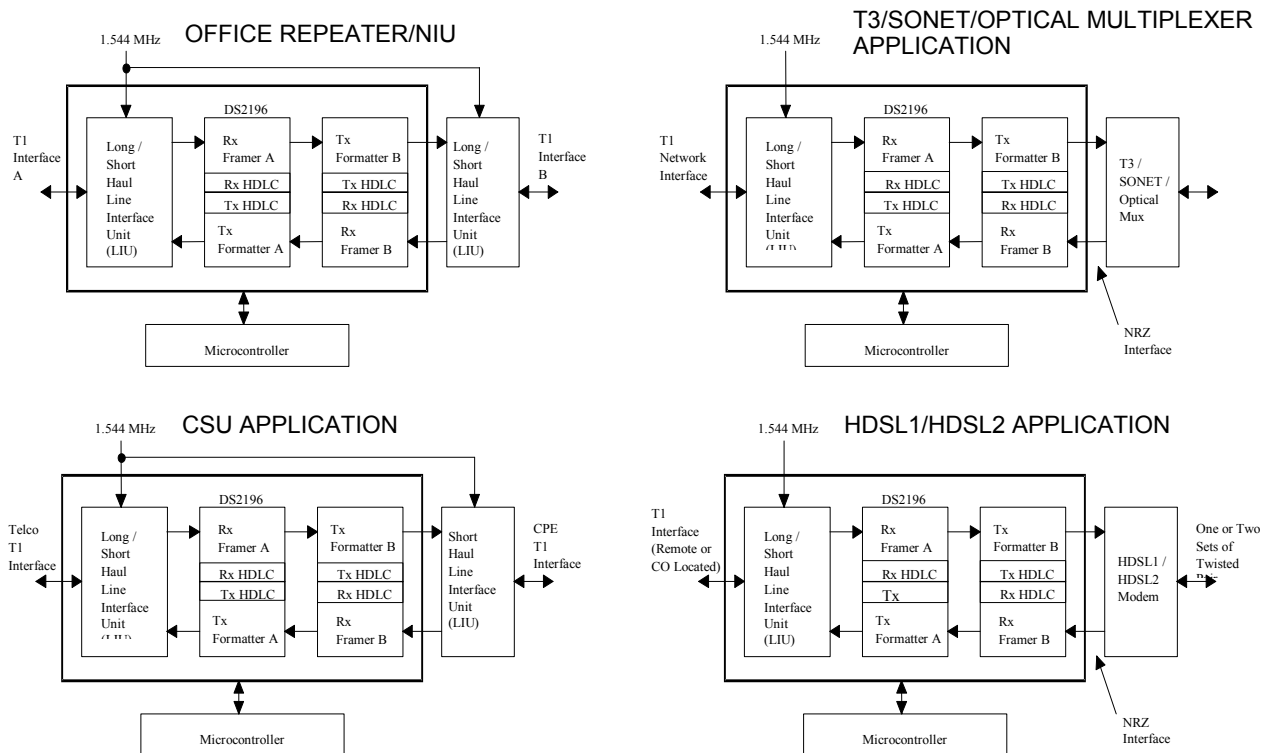 OFFICE REPEATER/NIU
1.544 MHz
DS2196
T1
Interface
A
Long /
Short
Haul
Line
Interface
Unit
(LIU)
Rx
Framer A
Rx HDLC
Tx HDLC
Tx
Formatter A
Tx
Formatter B
Tx HDLC
Rx HDLC
Rx
Framer B
Long /
Short
Haul
Line
Interface
Unit
(LIU)
T1
Interface
B
Microcontroller
T3/SONET/OPTICAL MULTIPLEXER
APPLICATION
1.544 MHz
DS2196
T1
Network
Interface
Long /
Short
Haul
Line
Interface
Unit
(LIU)
Rx
Framer A
Rx HDLC
Tx HDLC
Tx
Formatter A
Tx
Formatter B
Tx HDLC
Rx HDLC
Rx
Framer B
T3 /
SONET /
Optical
Mux
NRZ
Interface
Microcontroller
CSU APPLICATION
1.544 MHz
DS2196
Telco
T1
Interface
Long /
Short
Haul
Line
Interface
Unit
(LIU)
Rx
Framer A
Rx HDLC
Tx HDLC
Tx
Formatter A
Tx
Formatter B
Tx HDLC
Rx HDLC
Rx
Framer B
Short
Haul
Line
Interface
Unit
(LIU)
CPE
T1
Interface
Microcontroller
HDSL1/HDSL2 APPLICATION
1.544 MHz
DS2196
T1
Interface
(Remote or
CO Located)
Long /
Short
Haul
Line
Interface
Unit
(LIU)
Rx
Framer A
Rx HDLC
Tx
Tx
Formatter A
Tx
Formatter B
Tx HDLC
Rx HDLC
Rx
Framer B
HDSL1 /
HDSL2
Modem
One or Two
Sets of
Twisted
Pair
NRZ
Interface
Microcontroller